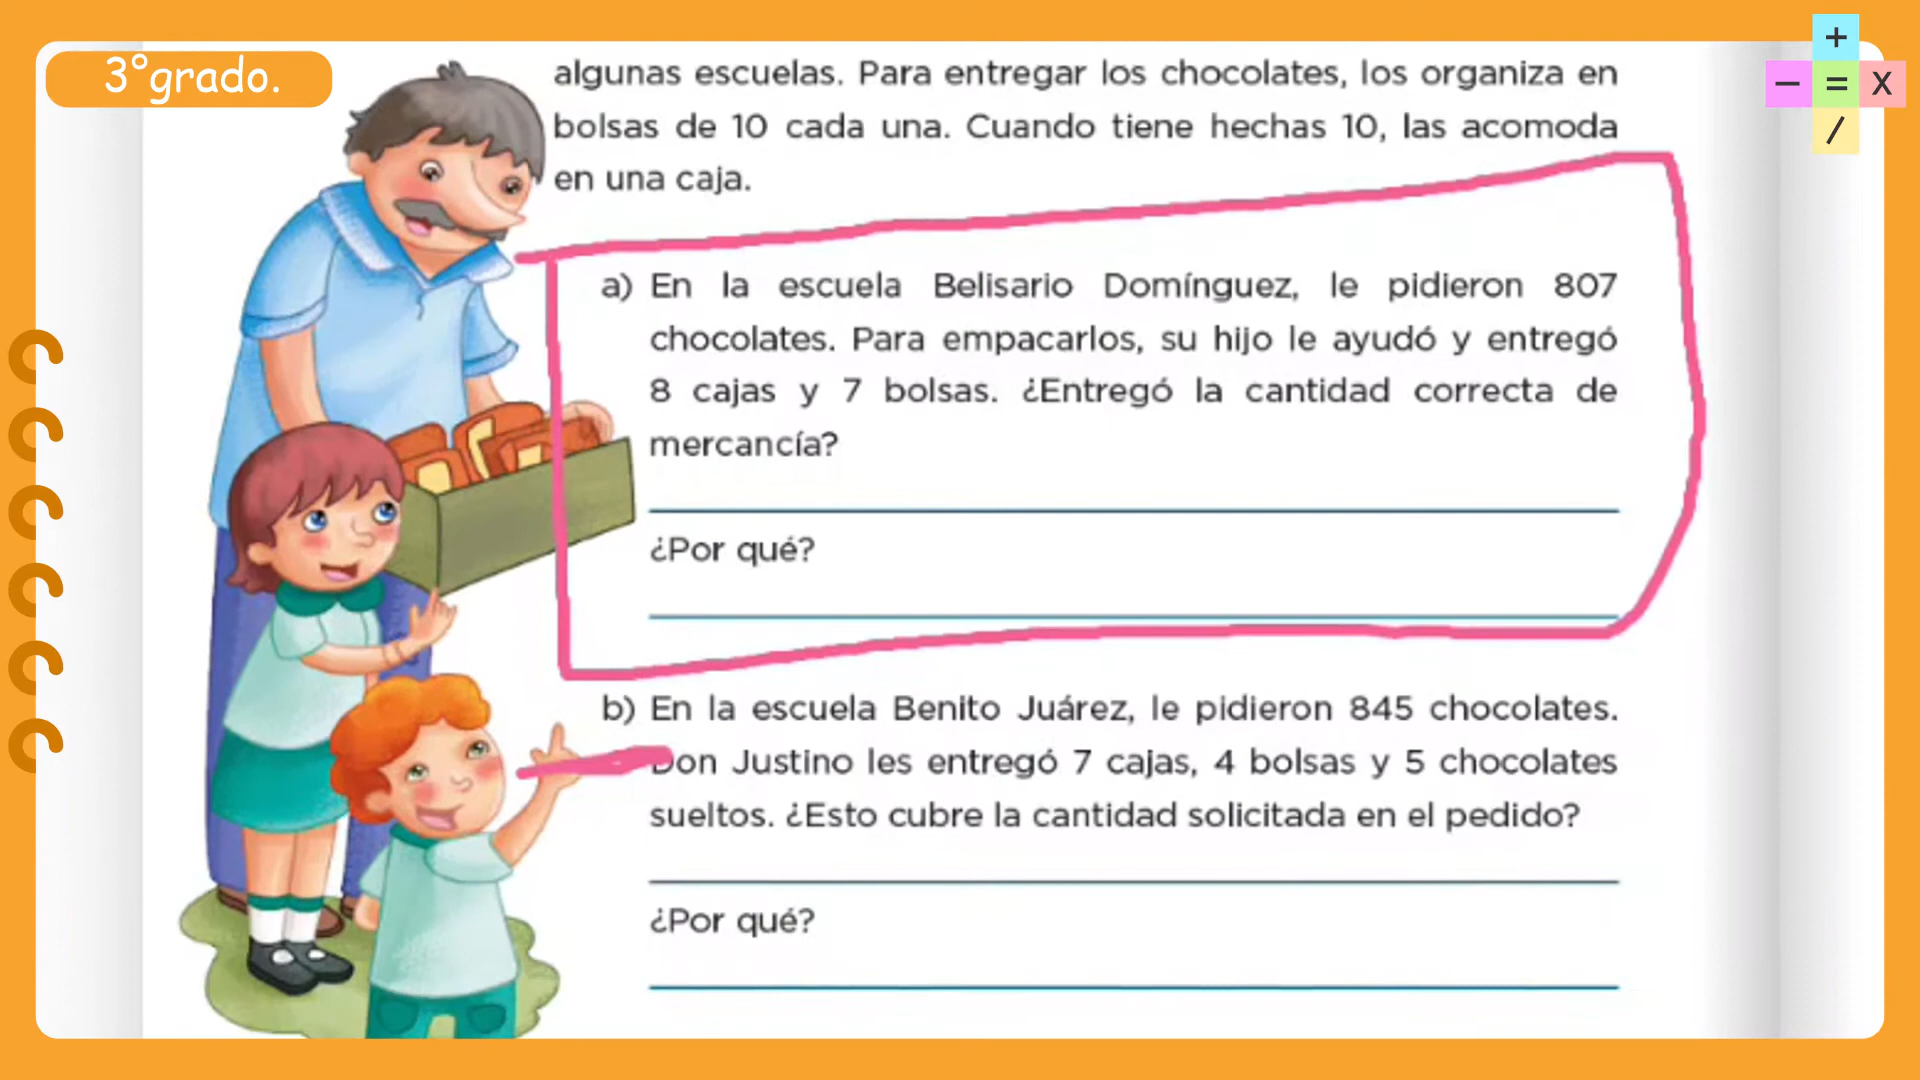 3°grado.
+
- = X
/
algunas escuelas. Para entregar los chocolates, los organiza en
bolsas de 10 cada una. Cuando tiene hechas 10, las acomoda
en una caja.
a) En la escuela Belisario Domínguez, le pidieron 807
chocolates. Para empacarlos, su hijo le ayudó y entregó
8 cajas y 7 bolsas. ¿Entregó la cantidad correcta de
mercancía?
¿Por qué?
b) En la escuela Benito Juárez, le pidieron 845 chocolates.
Don Justino les entregó 7 cajas, 4 bolsas y 5 chocolates
sueltos. ¿Esto cubre la cantidad solicitada en el pedido?
¿Por qué?